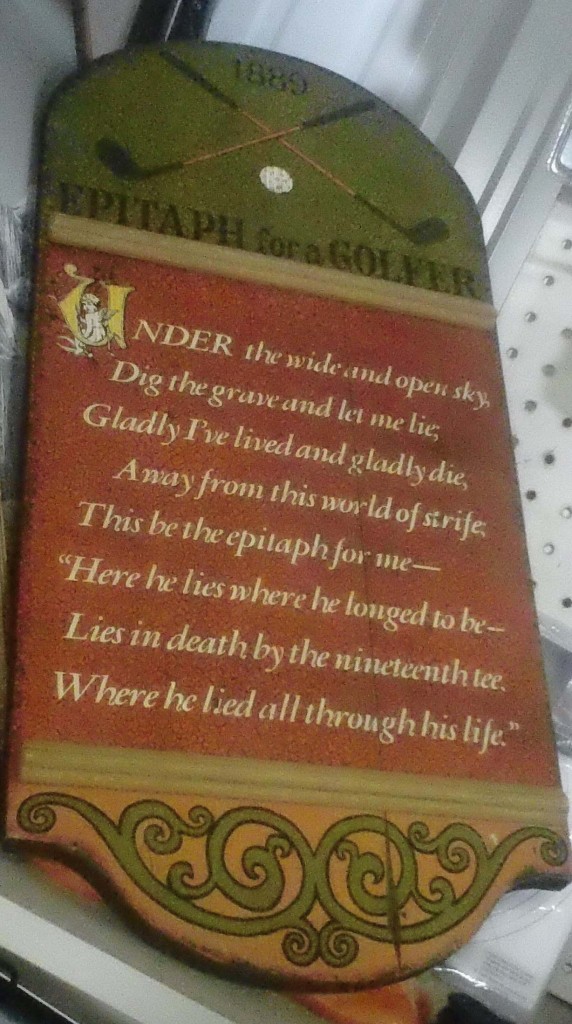 1889
EPITAPH for a GOLFER
UNDER the wide and open sky,
Dig the grave and let me lie;
Gladly I've lived and gladly die,
Away from this world of strife;
This be the epitaph for me—
"Here he lies where he longed to be—
Lies in death by the nineteenth tee,
Where he lied all through his life."